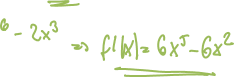 ⁶ - 2x³ => f'(x) = 6x⁵ - 6x²